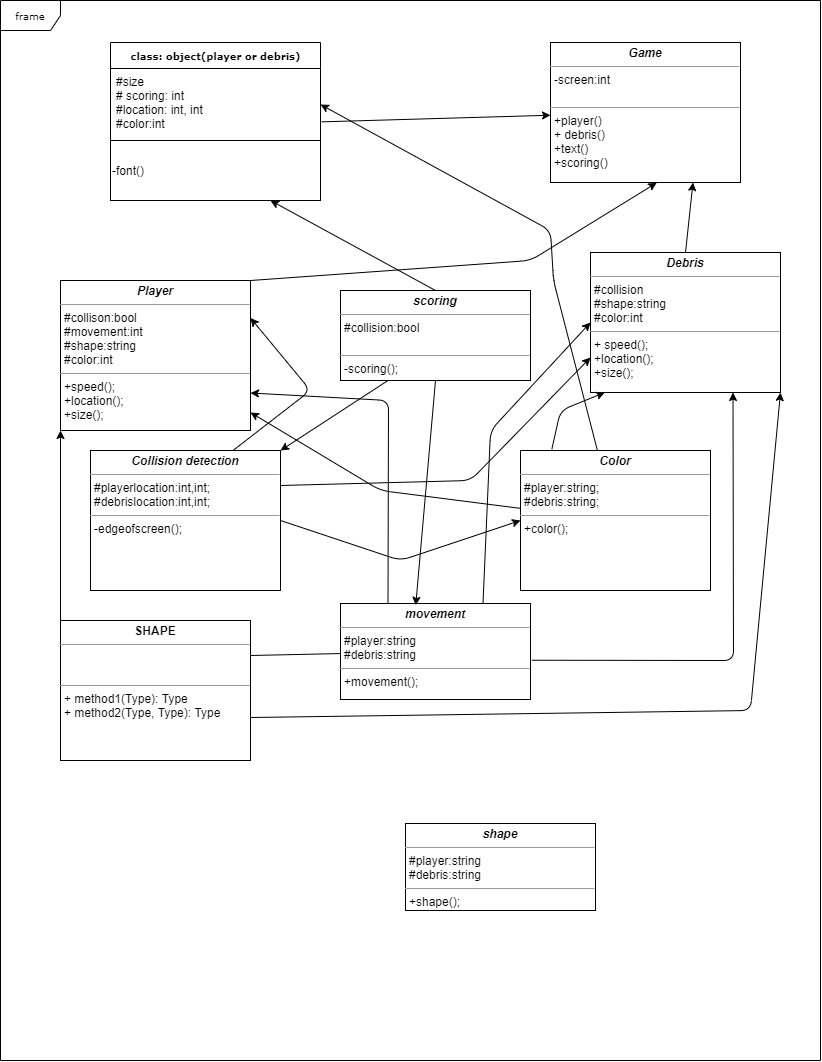 frame
class: object(player or debris)
#size
# scoring: int
#location: int, int
#color:int
-font()
Game
-screen:int
+player()
+ debris()
+text()
+scoring()
Player
#collison:bool
#movement:int
#shape:string
#color:int
+speed();
+location();
+size();
scoring
#collision:bool
-scoring();
Debris
#collision
#shape:string
#color:int
+ speed();
+location();
+size();
Collision detection
#playerlocation:int,int;
#debrislocation:int,int;
-edgeofscreen();
Color
#player:string;
#debris:string;
+color();
SHAPE
+ method1(Type): Type
+ method2(Type, Type): Type
movement
#player:string
#debris:string
+movement();
shape
#player:string
#debris:string
+shape();